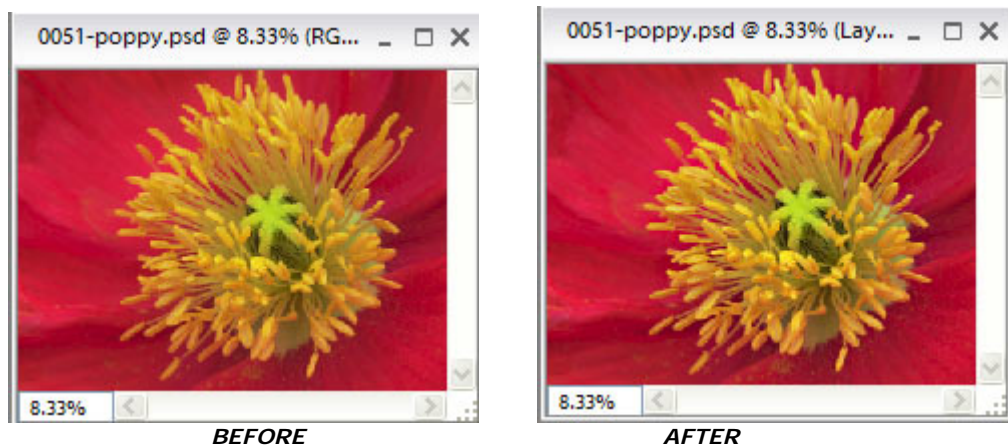 0051-poppy.psd @ 8.33% (RG...
0051-poppy.psd @ 8.33% (Lay...
8.33%
8.33%
BEFORE
AFTER